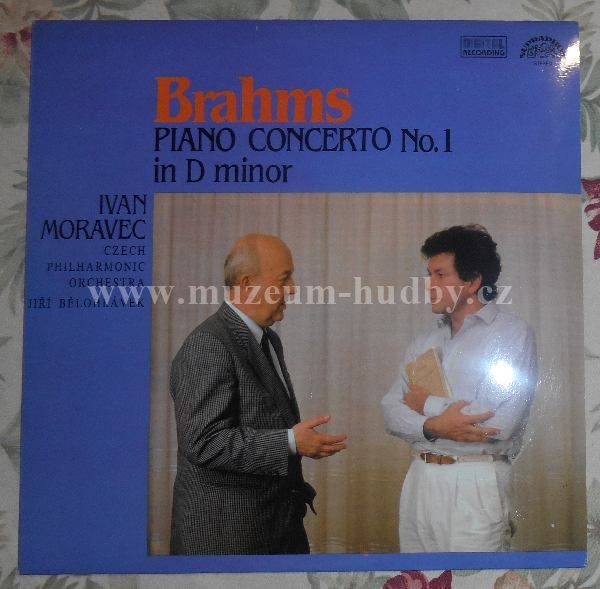 DIGITAL
RECORDING
SUPRAPHON
STEREO
Brahms
PIANO CONCERTO No.1
in D minor
IVAN
MORAVEC
CZECH
PHILHARMONIC
ORCHESTRA
JIŘÍ BĚLOHLÁVEK
www.muzeum-hudby.cz